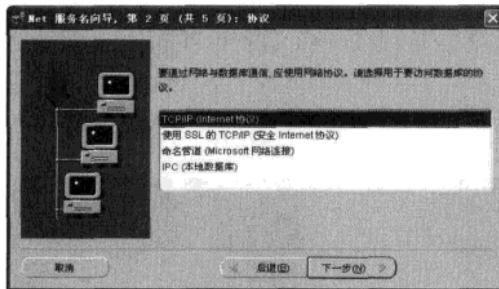 Net 服务名向导, 第 2 页 (共 5 页): 协议
要通过网络与数据库通信,应使用网络协议。请选择用于要访问数据库的协
议。
TCP/IP (Internet 协议)
使用 SSL 的 TCP/IP (安全 Internet 协议)
命名管道 (Microsoft 网络连接)
IPC (本地数据库)
取消
后退(B)
下一步(N)